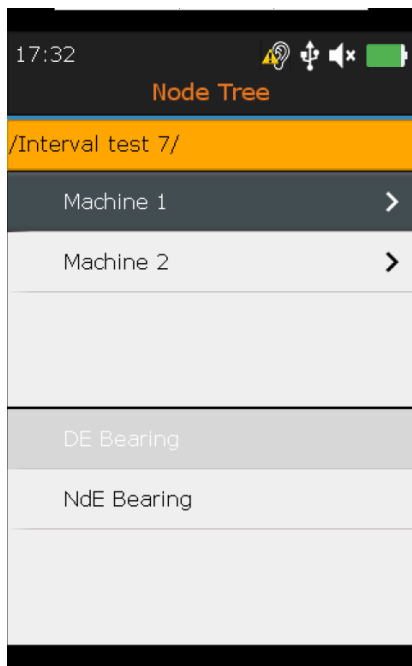 17:32
Node Tree
/Interval test 7/
Machine 1
Machine 2
DE Bearing
NdE Bearing